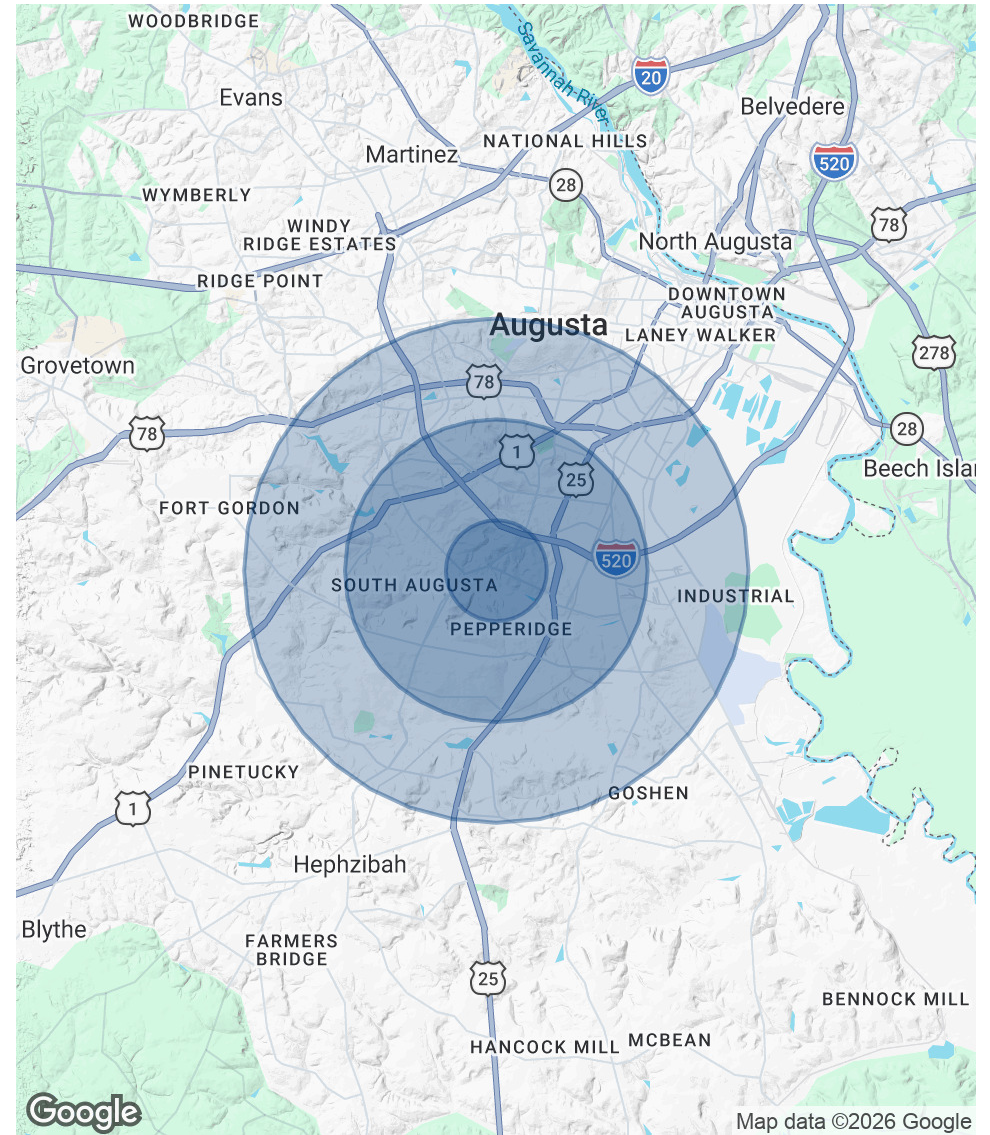 WOODBRIDGE
Savannah River
20
Evans
Belvedere
NATIONAL HILLS
Martinez
520
28
WYMBERLY
78
WINDY
RIDGE ESTATES
North Augusta
RIDGE POINT
DOWNTOWN
AUGUSTA
Augusta
LANEY WALKER
278
Grovetown
78
78
28
1
Beech Islan
25
FORT GORDON
520
SOUTH AUGUSTA
INDUSTRIAL
PEPPERIDGE
PINETUCKY
GOSHEN
1
Hephzibah
Blythe
FARMERS
BRIDGE
25
BENNOCK MILL
HANCOCK MILL
MCBEAN
Google
Map data ©2026 Google